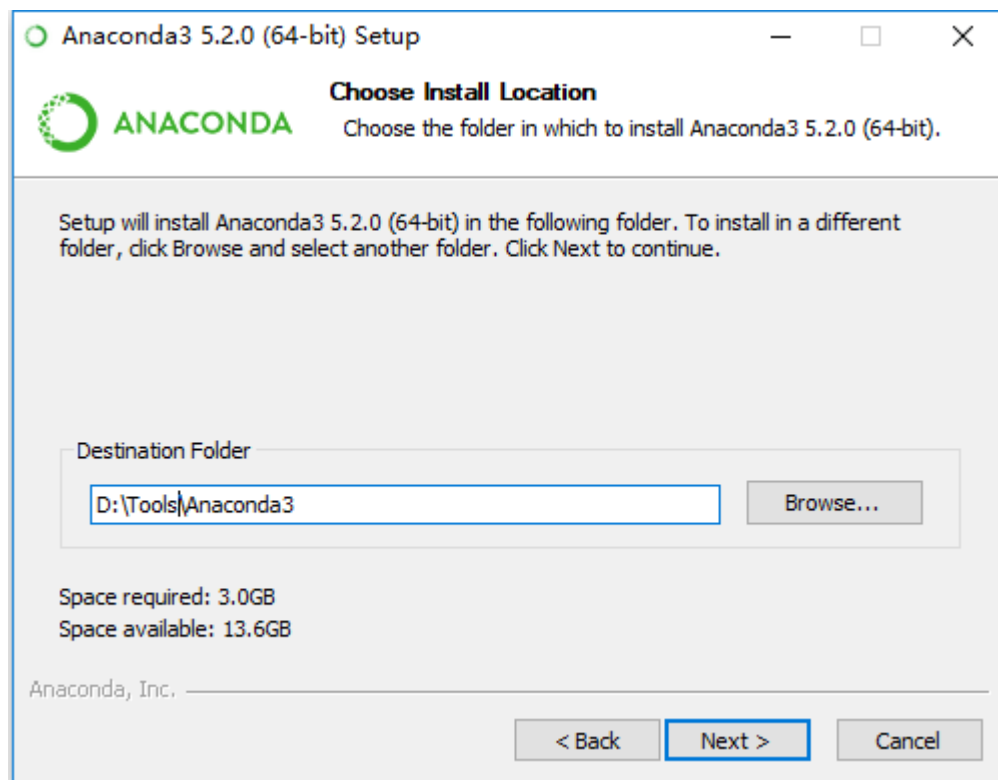 Anaconda3 5.2.0 (64-bit) Setup
ANACONDA
Choose Install Location
Choose the folder in which to install Anaconda3 5.2.0 (64-bit).
Setup will install Anaconda3 5.2.0 (64-bit) in the following folder. To install in a different
folder, click Browse and select another folder. Click Next to continue.
Destination Folder
D:\Tools\Anaconda3
Browse...
Space required: 3.0GB
Space available: 13.6GB
Anaconda, Inc.
< Back
Next >
Cancel